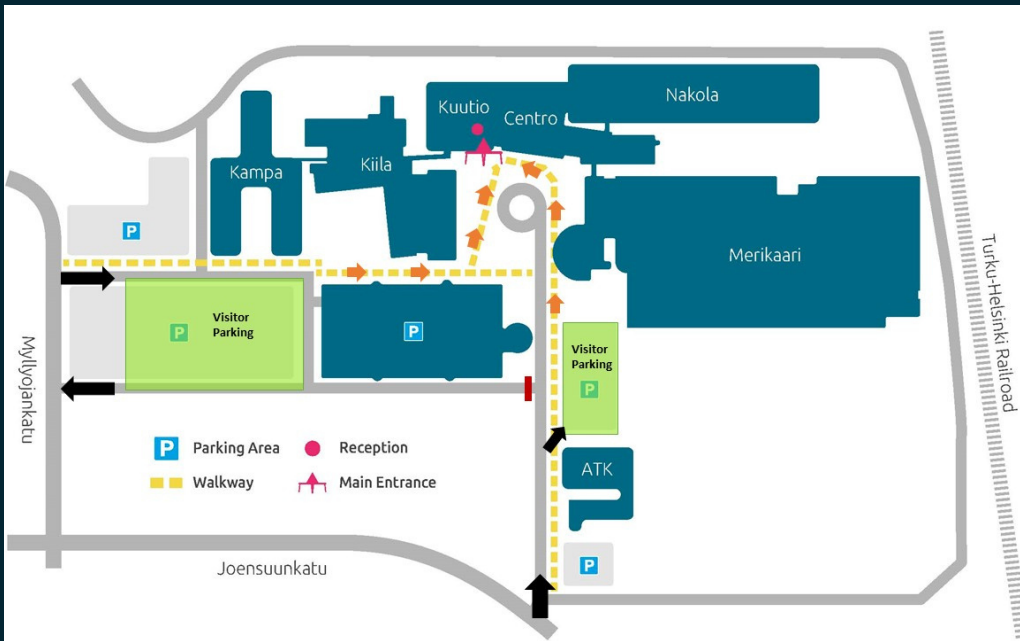 Nakola
Kuutio
Centro
Kampa
Kiila
P
Merikaari
Turku-Helsinki Railroad
Visitor
Parking
P
P
Visitor
Parking
P
Myllyojankatu
P Parking Area
Reception
Walkway
Main Entrance
ATK
P
Joensuunkatu